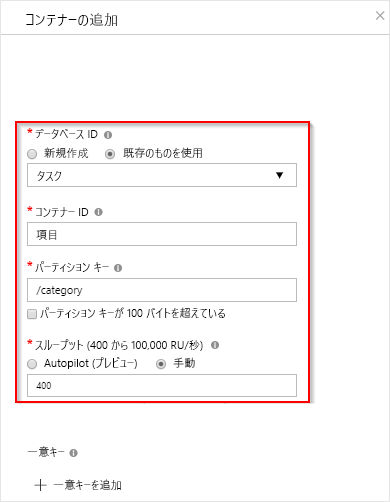 コンテナーの追加
* データベース ID
新規作成 既存のものを使用
タスク
* コンテナー ID
項目
* パーティション キー
/category
パーティション キーが 100 バイトを超えている
* スループット (400 から 100,000 RU/秒)
Autopilot (プレビュー) 手動
400
一意キー
一意キーを追加